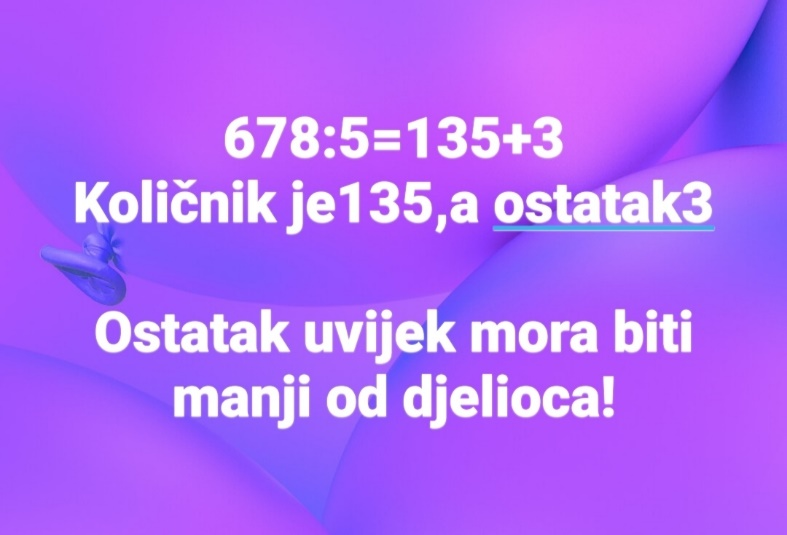 678:5=135+3
Količnik je135,a ostatak3
Ostatak uvijek mora biti
manji od djelioca!